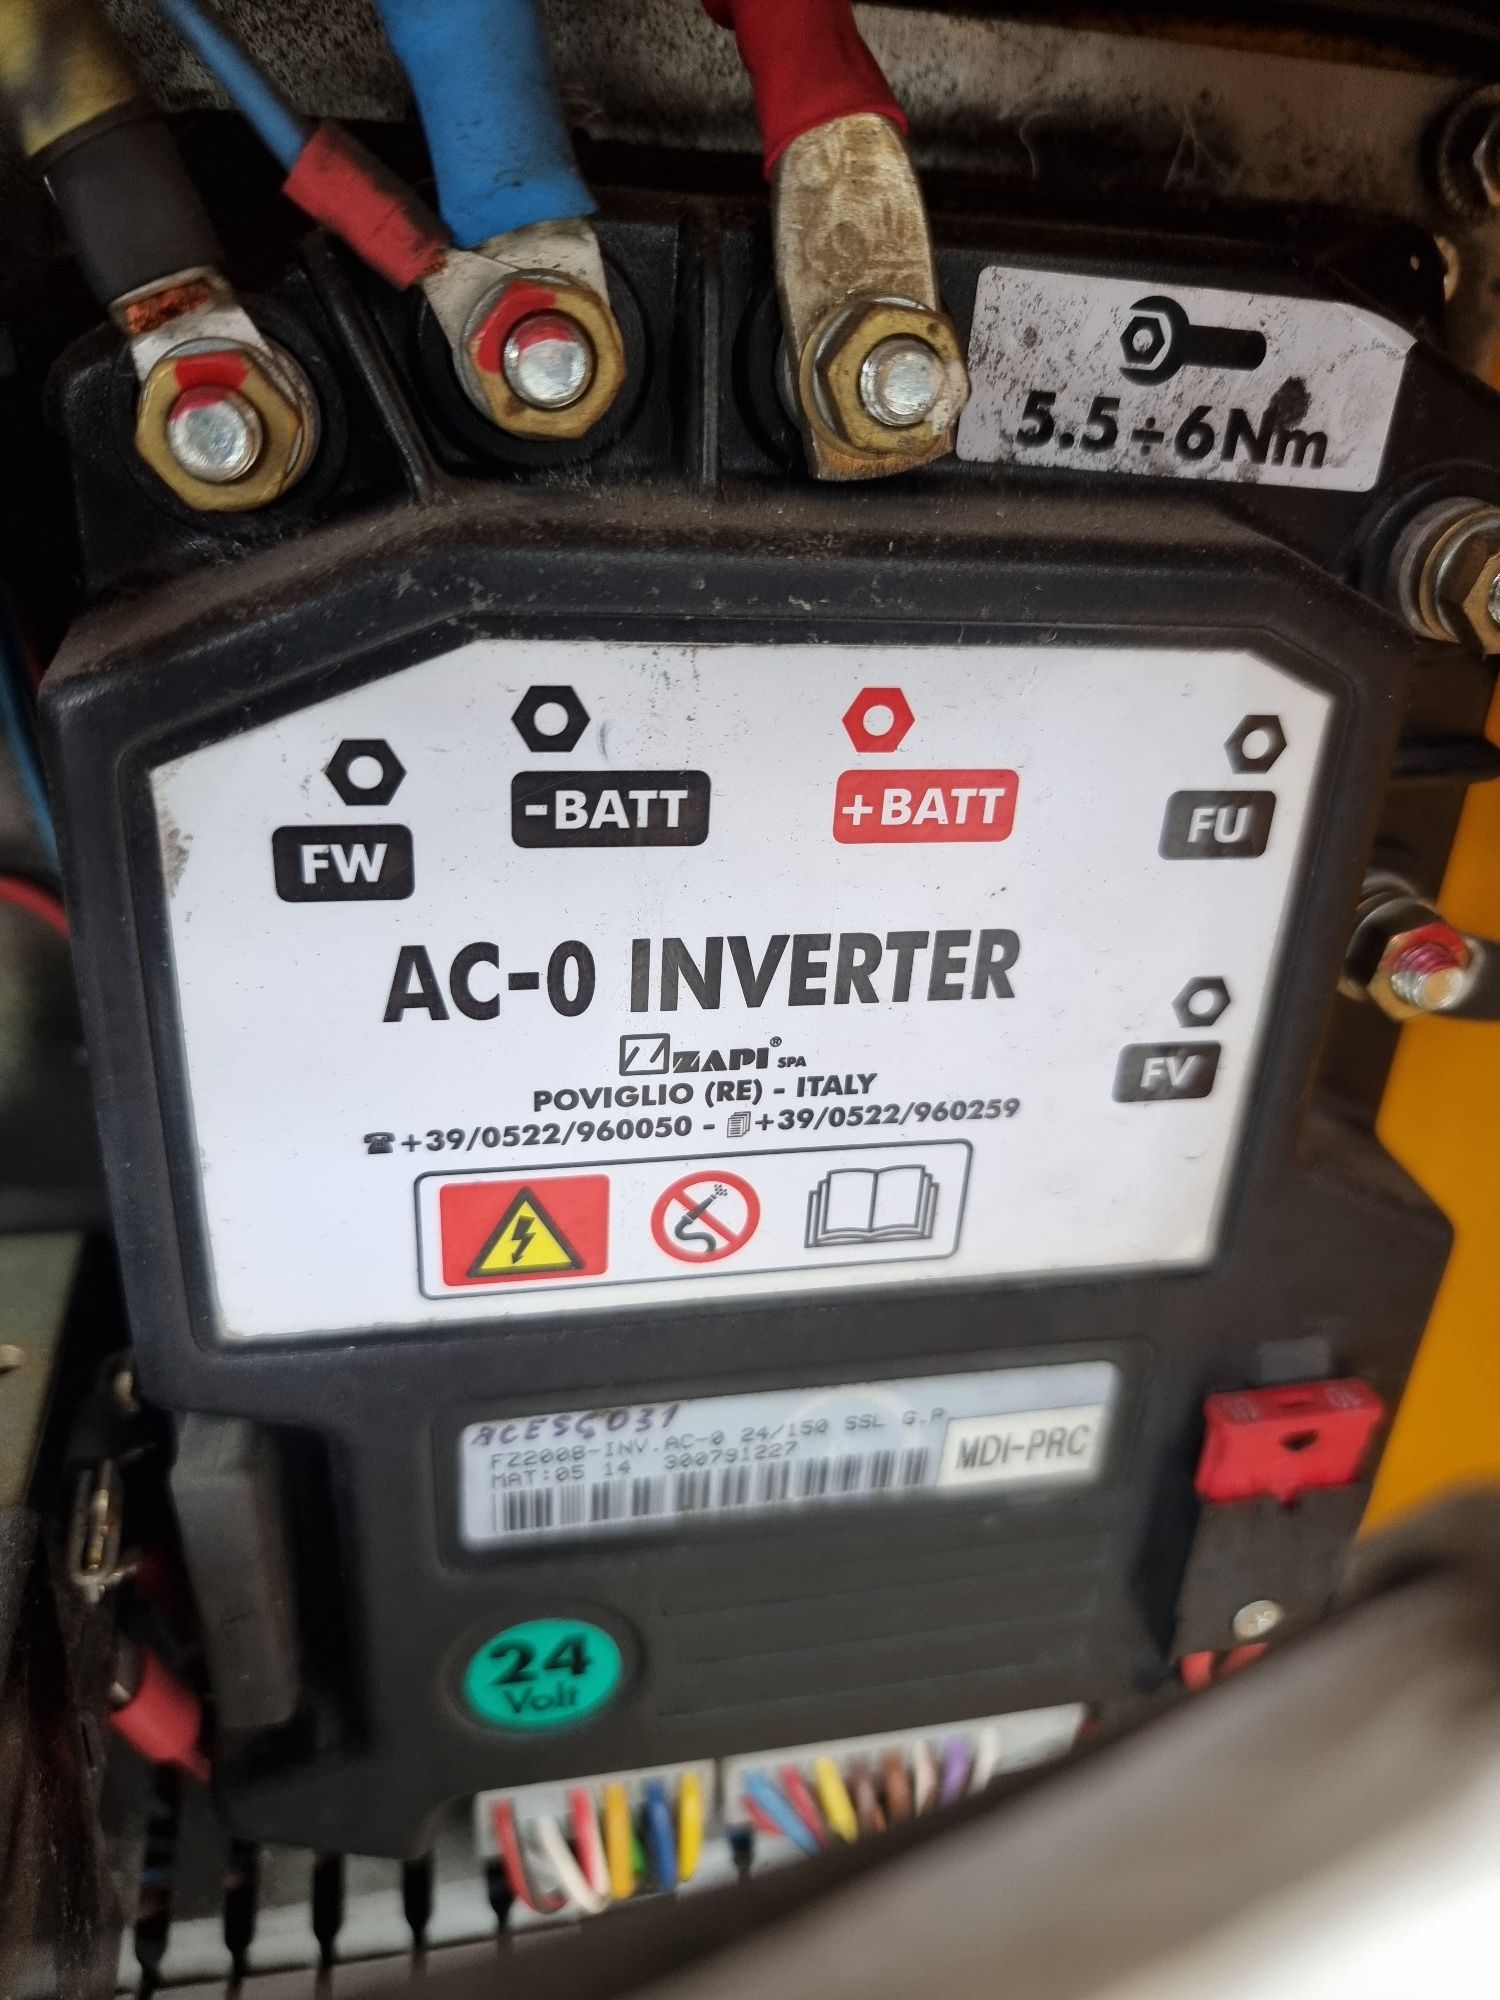 5.5÷6Nm
-BATT
+BATT
FW
FU
AC-0 INVERTER
ZAPI® SPA
FV
POVIGLIO (RE) - ITALY
+39/0522/960050 - +39/0522/960259
ACESG031
FZ2008-INV.AC-0 24/150 SSL G.P
MAT:05 14 300791227
MDI-PRC
24
Volt